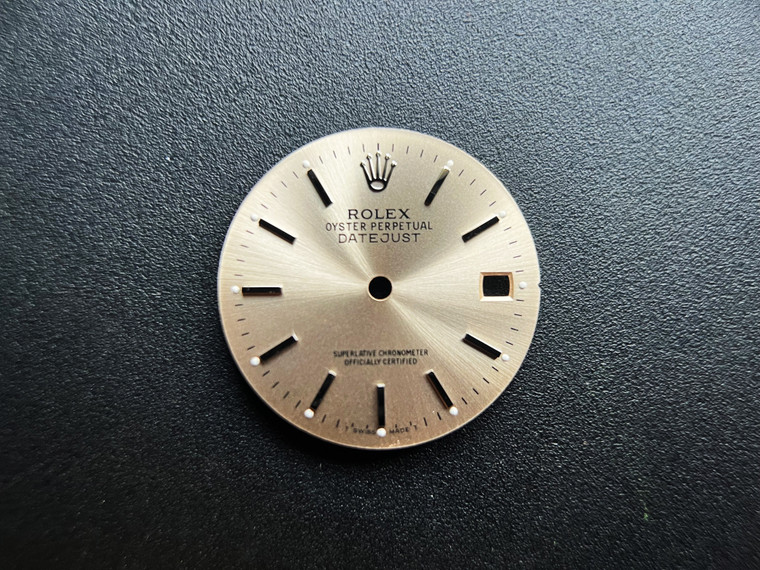 ROLEX
OYSTER PERPETUAL
DATEJUST
SUPERLATIVE CHRONOMETER
OFFICIALLY CERTIFIED
T SWISS MADE T